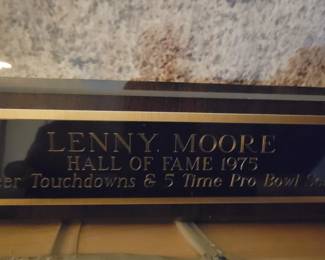 LENNY MOORE
HALL OF FAME 1975
Touchdowns & 5 Time Pro Bowl